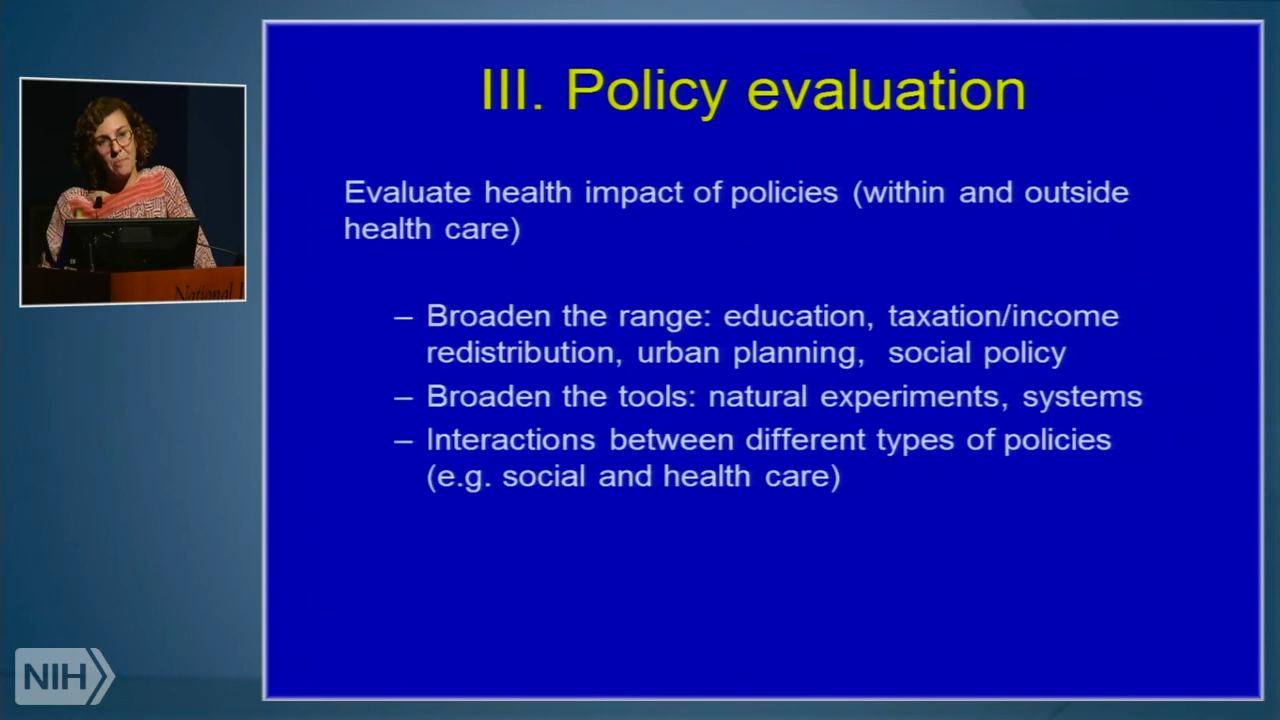 III. Policy evaluation
Evaluate health impact of policies (within and outside
health care)
– Broaden the range: education, taxation/income
redistribution, urban planning, social policy
– Broaden the tools: natural experiments, systems
– Interactions between different types of policies
(e.g. social and health care)
National
NIH